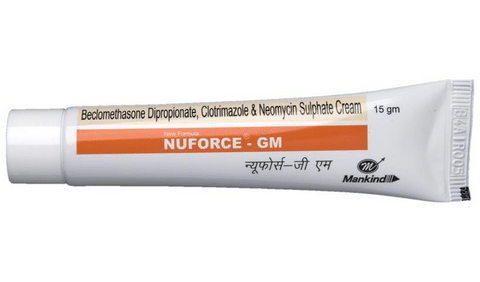 Beclomethasone Dipropionate, Clotrimazole & Neomycin Sulphate Cream 15 gm
New Formula
NUFORCE® - GM
न्यूफोर्स-जी एम
Mankind